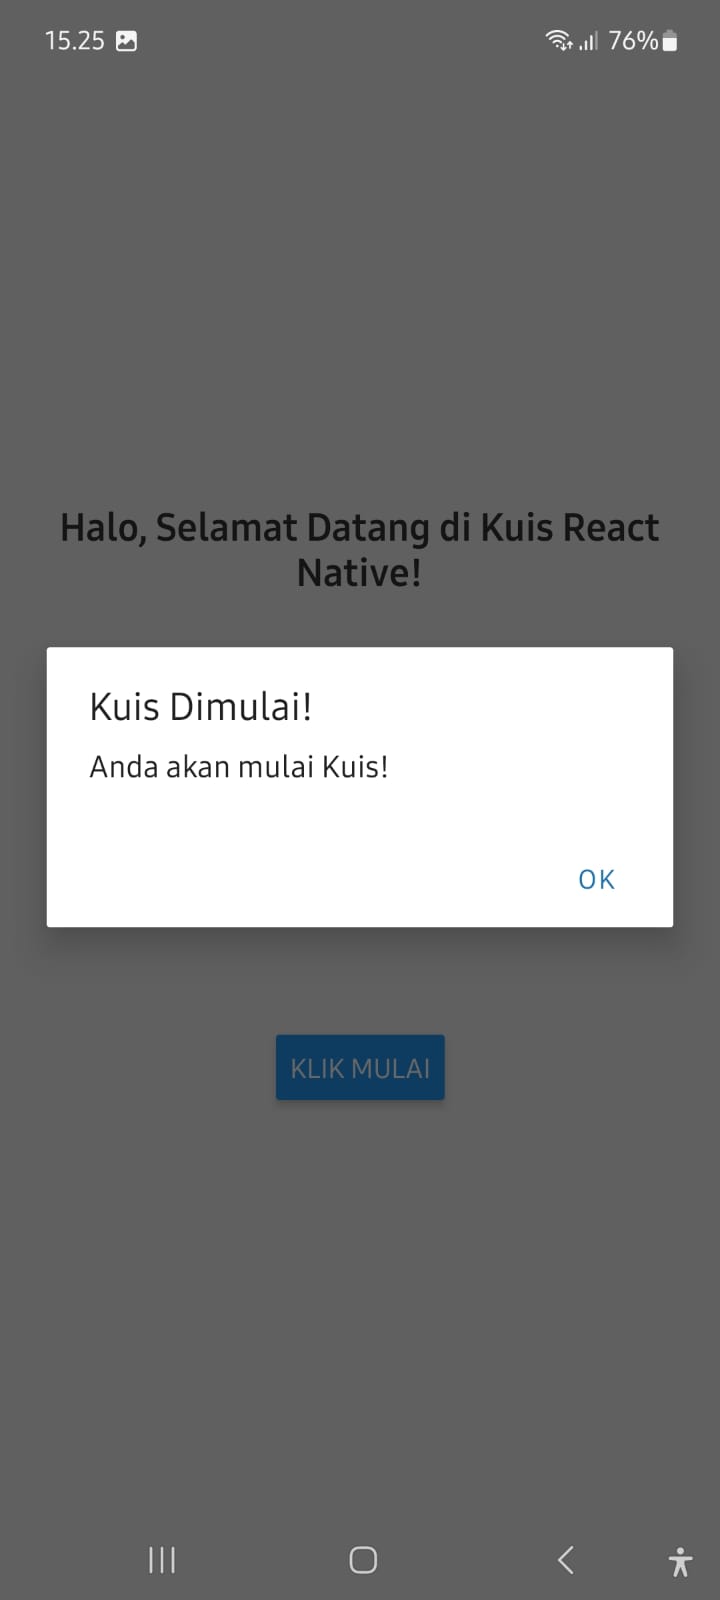 15.25
76%
Halo, Selamat Datang di Kuis React
Native!
Kuis Dimulai!
Anda akan mulai Kuis!
OK
KLIK MULAI